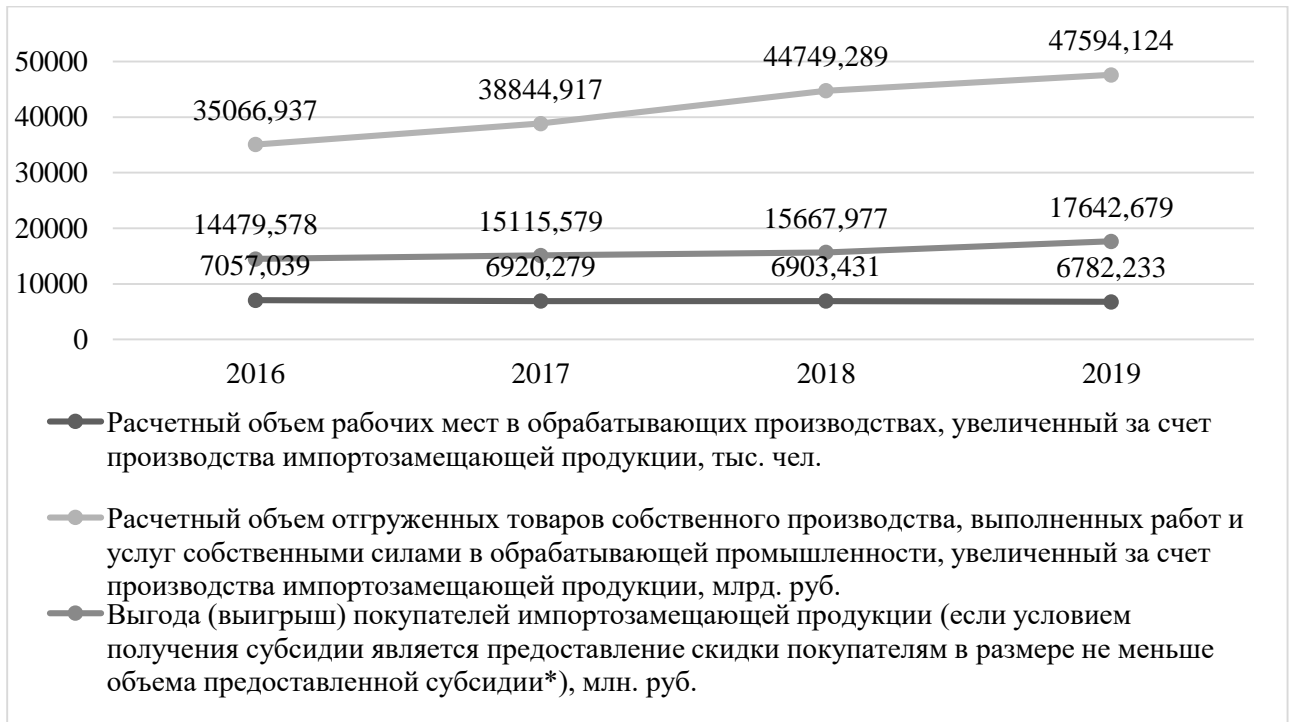 50000
40000
30000
20000
10000
0
35066,937
38844,917
44749,289
47594,124
14479,578
15115,579
15667,977
17642,679
7057,039
6920,279
6903,431
6782,233
2016
2017
2018
2019
Расчетный объем рабочих мест в обрабатывающих производствах, увеличенный за счет
производства импортозамещающей продукции, тыс. чел.
Расчетный объем отгруженных товаров собственного производства, выполненных работ и
услуг собственными силами в обрабатывающей промышленности, увеличенный за счет
производства импортозамещающей продукции, млрд. руб.
Выгода (выигрыш) покупателей импортозамещающей продукции (если условием
получения субсидии является предоставление скидки покупателям в размере не меньше
объема предоставленной субсидии*), млн. руб.